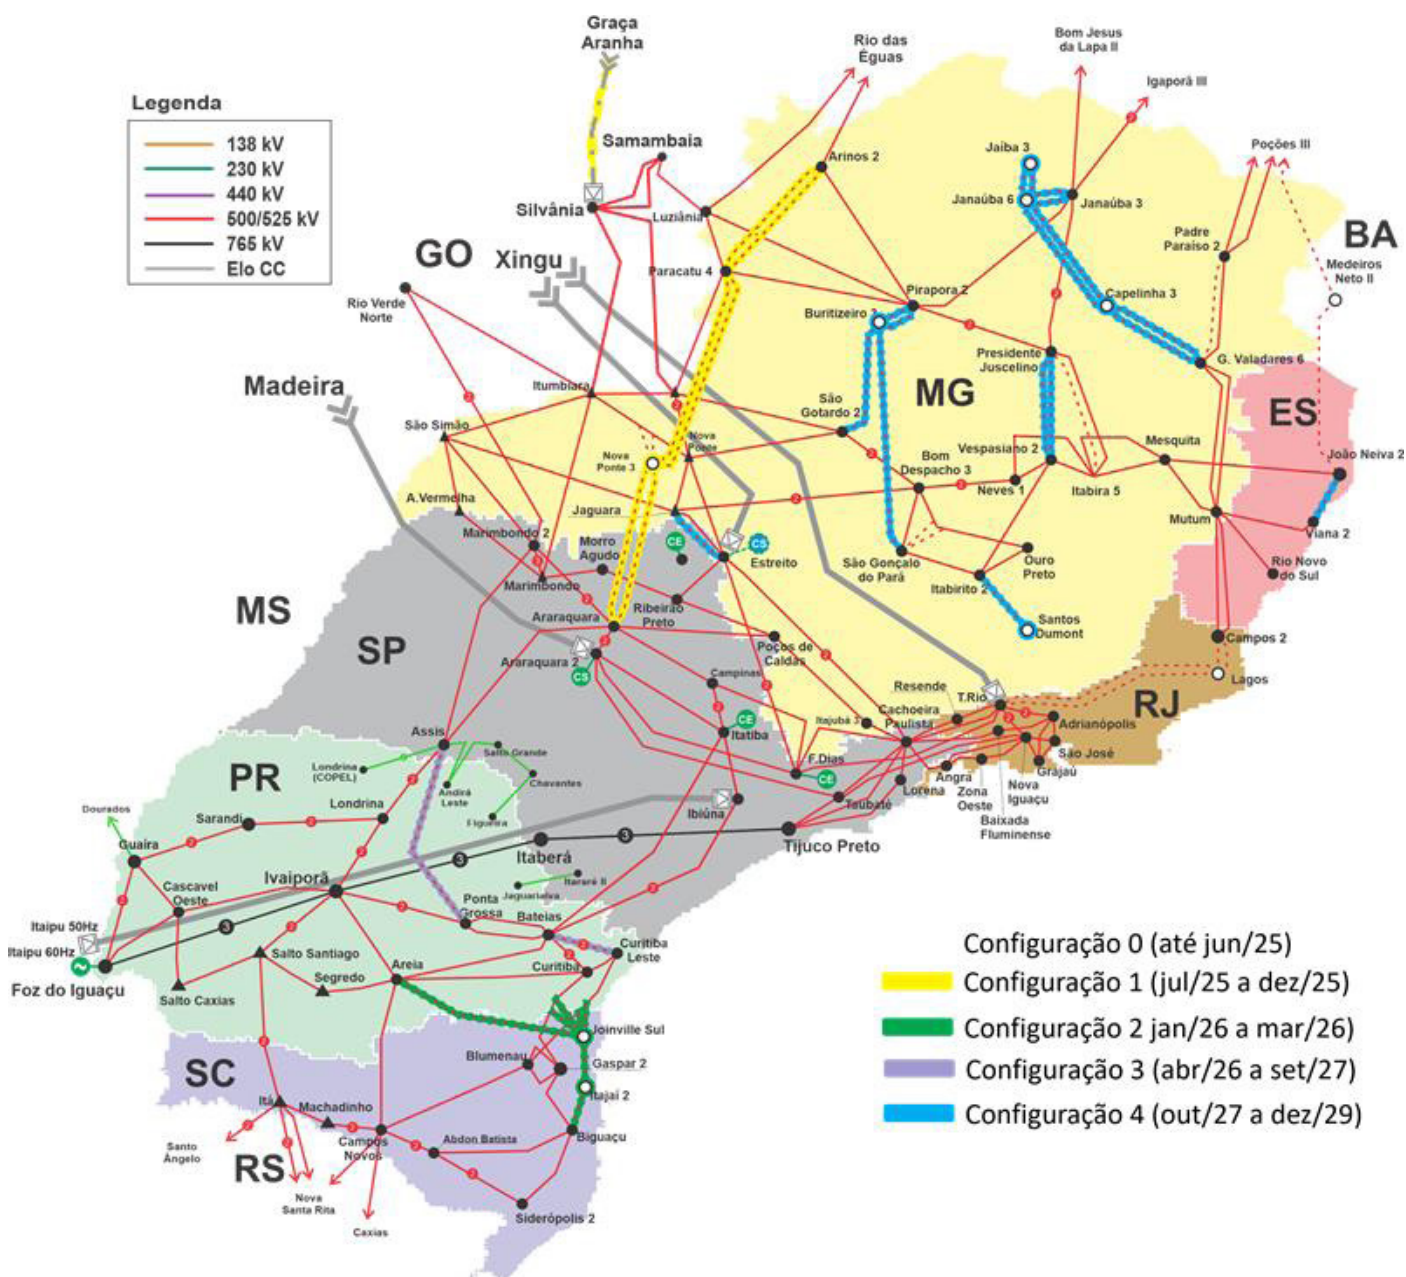 Graça
Aranha
Rio das
Éguas
Bom Jesus
da Lapa II
Igaporã III
Legenda
138 kV
230 kV
440 kV
500/525 kV
765 kV
Elo CC
Samambaia
Silvânia
Luziânia
Arinos 2
Jaíba 3
Janaúba 6
Janaúba 3
Poções III
Padre
Paraíso 2
BA
Medeiros
Neto II
GO
Xingu
Paracatu 4
Rio Verde
Norte
Pirapora 2
Buritizeiro 3
Capelinha 3
Presidente
Juscelino
G. Valadares 6
Madeira
Itumbiara
São Simão
São
Gotardo 2
MG
ES
Nova
Ponte
Nova
Ponte 3
Vespasiano 2
Mesquita
João Neiva 2
Bom
Despacho 3
Neves 1
Itabira 5
A.Vermelha
Jaguara
Mutum
Viana 2
Marimbondo 2
Morro
Agudo
CE
CS
Estreito
São Gonçalo
do Pará
Ouro
Preto
Itabirito 2
Rio Novo
do Sul
Marimbondo
MS
SP
Araraquara
Ribeirão
Preto
Santos
Dumont
Campos 2
Poços de
Caldas
Araraquara 2
CS
Campinas
Lagos
Resende
T.Rio
RJ
CE
Itatiba
Itajubá 3
Cachoeira
Paulista
Adrianópolis
São José
Grajaú
Assis
Salto Grande
Londrina
(COPEL)
Chavantes
Andirá
Leste
Figueira
F.Dias
CE
PR
Dourados
Londrina
Sarandi
Ibiúna
Taubaté
Lorena
Angra
Zona
Oeste
Nova
Iguaçu
Baixada
Fluminense
Guaíra
Itaberá
Tijuco Preto
3
3
3
Ivaiporã
Itararé II
Jaguariaíva
Cascavel
Oeste
Ponta
Grossa
Bateias
Itaipu 50Hz
Itaipu 60Hz
Foz do Iguaçu
Salto Santiago
Segredo
Salto Caxias
Areia
Curitiba
Leste
Curitiba
Joinville Sul
SC
Blumenau
Gaspar 2
Itajaí 2
Itá
Machadinho
Campos
Novos
Abdon Batista
Biguaçu
Santo
Ângelo
RS
Nova
Santa Rita
Caxias
Siderópolis 2
Configuração 0 (até jun/25)
Configuração 1 (jul/25 a dez/25)
Configuração 2 jan/26 a mar/26)
Configuração 3 (abr/26 a set/27)
Configuração 4 (out/27 a dez/29)